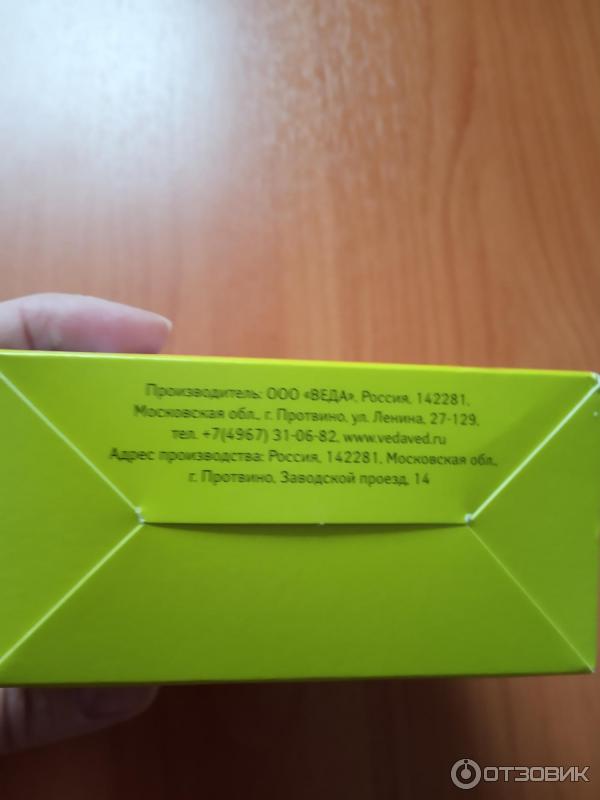 Производитель: ООО «ВЕДА», Россия, 142281,
Московская обл., г. Протвино, ул. Ленина, 27-129,
тел. +7(4967) 31-06-82, www.vedaved.ru
Адрес производства: Россия, 142281, Московская обл.,
г. Протвино, Заводской проезд, 14
ОТЗОВИК